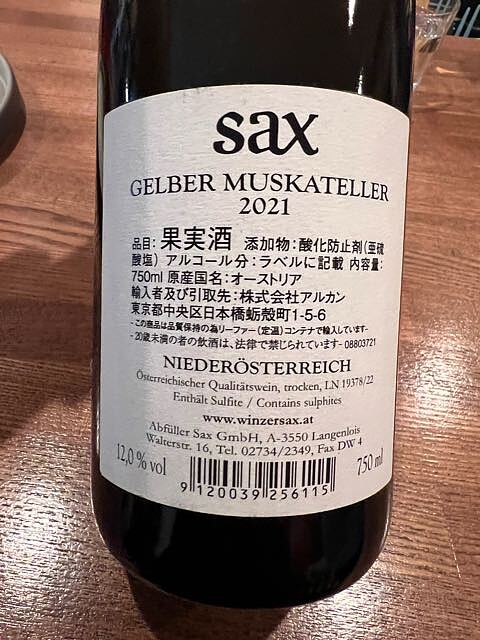 sax
GELBER MUSKATELLER
2021
品目:果実酒 添加物:酸化防止剤(亜硫
酸塩) アルコール分:ラベルに記載 内容量:
750ml 原産国名:オーストリア
輸入者及び引取先:株式会社アルカン
東京都中央区日本橋蛎殻町1-5-6
-この商品は品質保持の為リーファー(定温)コンテナで輸入しています-
-20歳未満の者の飲酒は、法律で禁じられています- 08803721
NIEDERÖSTERREICH
Österreichischer Qualitätswein, trocken, LN 19378/22
Enthält Sulfite / Contains sulphites
www.winzersax.at
Abfüller Sax GmbH, A-3550 Langenlois
Walterstr. 16, Tel. 02734/2349, Fax DW 4
12,0 % vol
750 ml
9 120039 256115